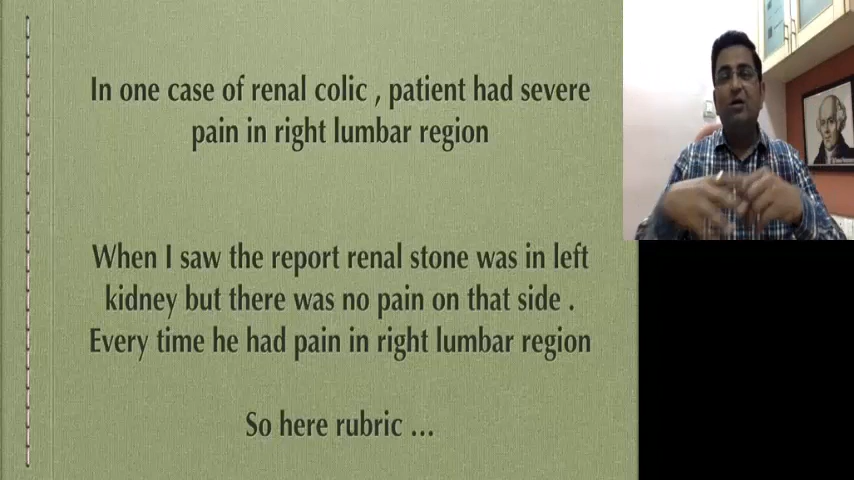 In one case of renal colic , patient had severe
pain in right lumbar region
When I saw the report renal stone was in left
kidney but there was no pain on that side .
Every time he had pain in right lumbar region
So here rubric ...